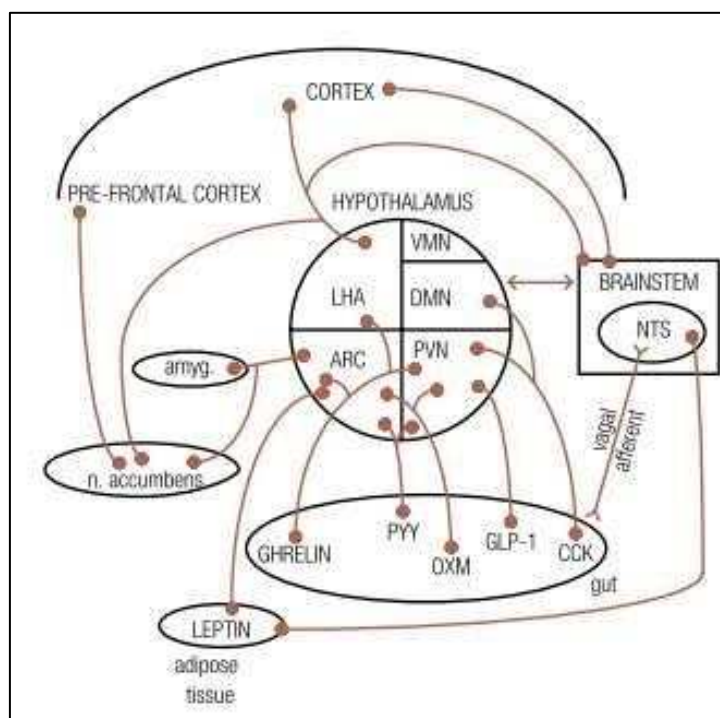 CORTEX
PRE-FRONTAL CORTEX
HYPOTHALAMUS
VMN
LHA
DMN
BRAINSTEM
NTS
ARC
PVN
amyg.
vagal
afferent
n. accumbens
GHRELIN
PYY
OXM
GLP-1
CCK
gut
LEPTIN
adipose
tissue